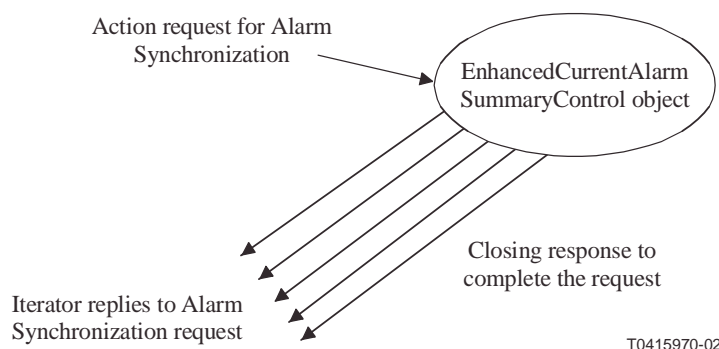 Action request for Alarm
Synchronization
EnhancedCurrentAlarm
SummaryControl object
Closing response to
complete the request
Iterator replies to Alarm
Synchronization request
T0415970-02